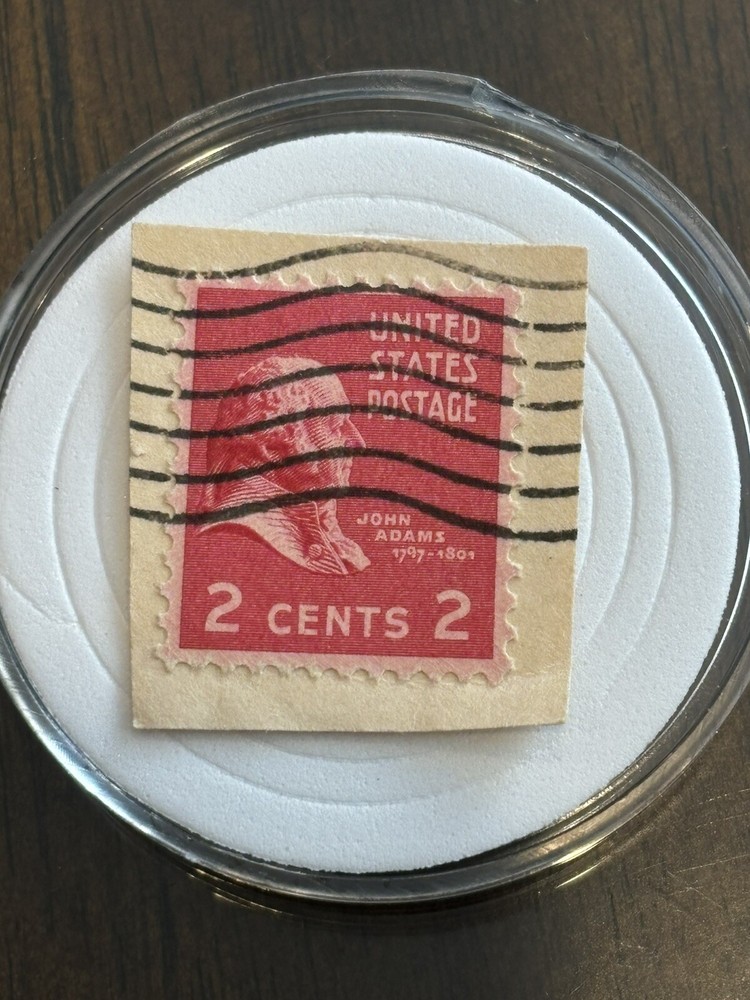 UNITED
STATES
POSTAGE
JOHN
ADAMS
1797-1801
2 CENTS 2